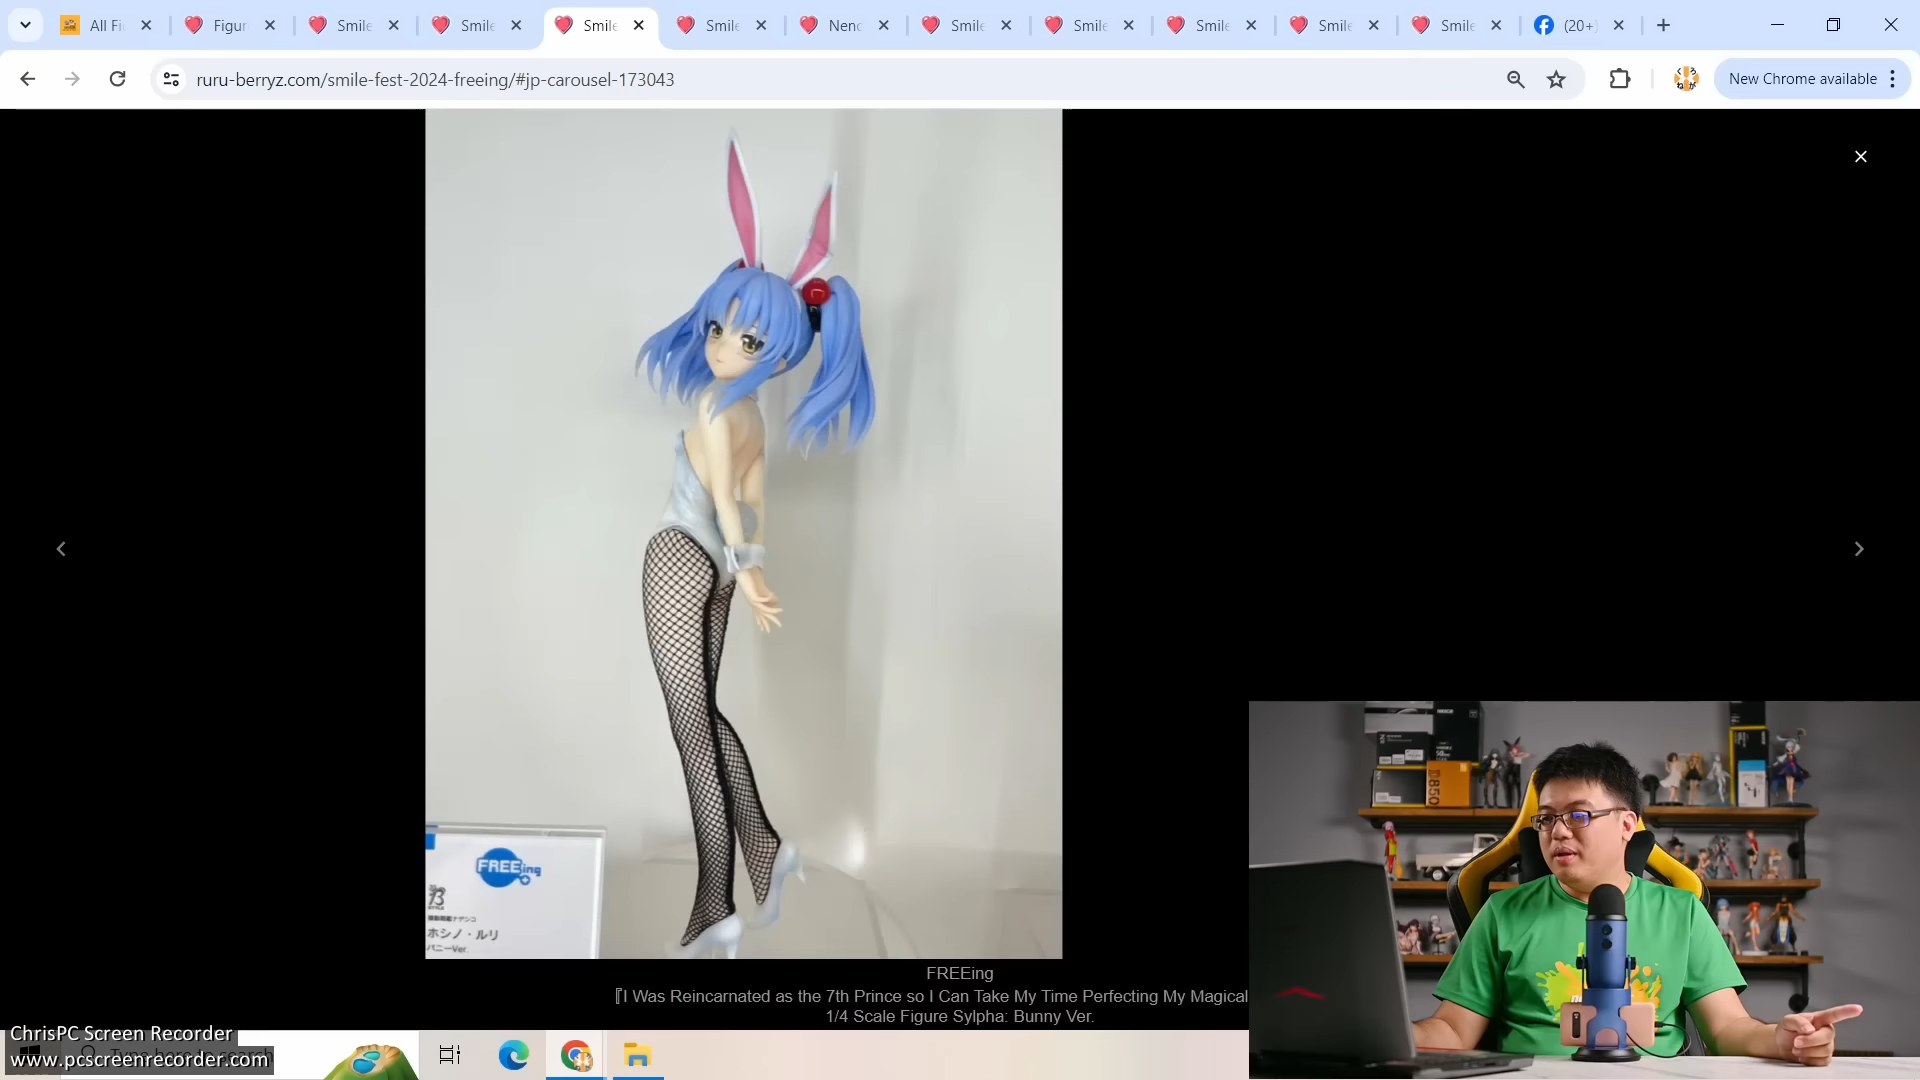 All Fi
Figur
Smile
Smile
Smile
Smile
Nenc
Smile
Smile
Smile
Smile
Smile
(20+)
ruru-berryz.com/smile-fest-2024-freeing/#jp-carousel-173043
New Chrome available
FREEing
ホシノ・ルリ
バニーVer.
D850
FREEing
『I Was Reincarnated as the 7th Prince so I Can Take My Time Perfecting My Magical
1/4 Scale Figure Sylpha: Bunny Ver.
ChrisPC Screen Recorder
www.pcscreenrecorder.com